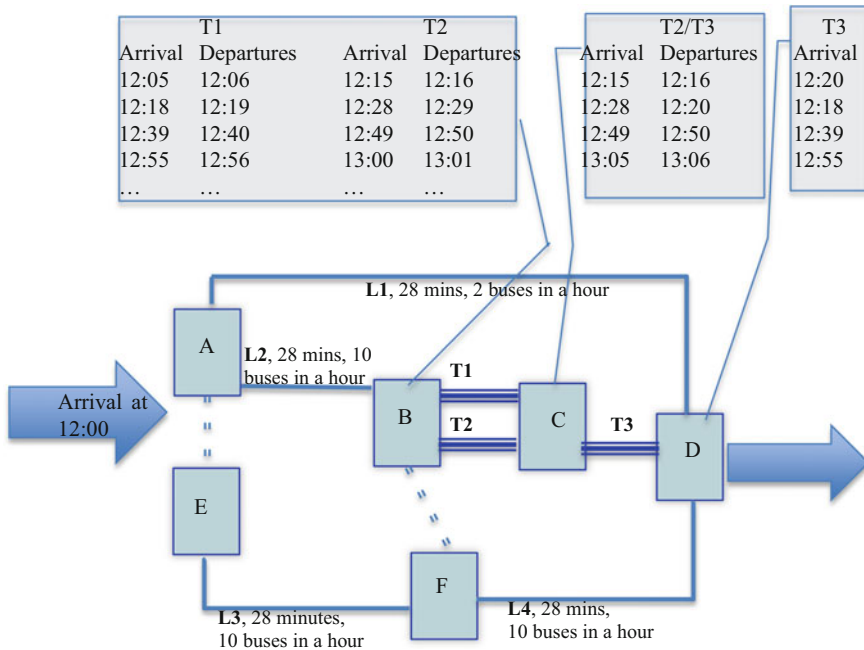 T1 T2
Arrival Departures Arrival Departures
12:05 12:06 12:15 12:16
12:18 12:19 12:28 12:29
12:39 12:40 12:49 12:50
12:55 12:56 13:00 13:01
… … … …
T2/T3
Arrival Departures
12:15 12:16
12:28 12:20
12:49 12:50
13:05 13:06
T3
Arrival
12:20
12:18
12:39
12:55
L1, 28 mins, 2 buses in a hour
A
L2, 28 mins, 10
buses in a hour
T1
Arrival at
12:00
B
C
T2
T3
D
E
F
L3, 28 minutes,
10 buses in a hour
L4, 28 mins,
10 buses in a hour